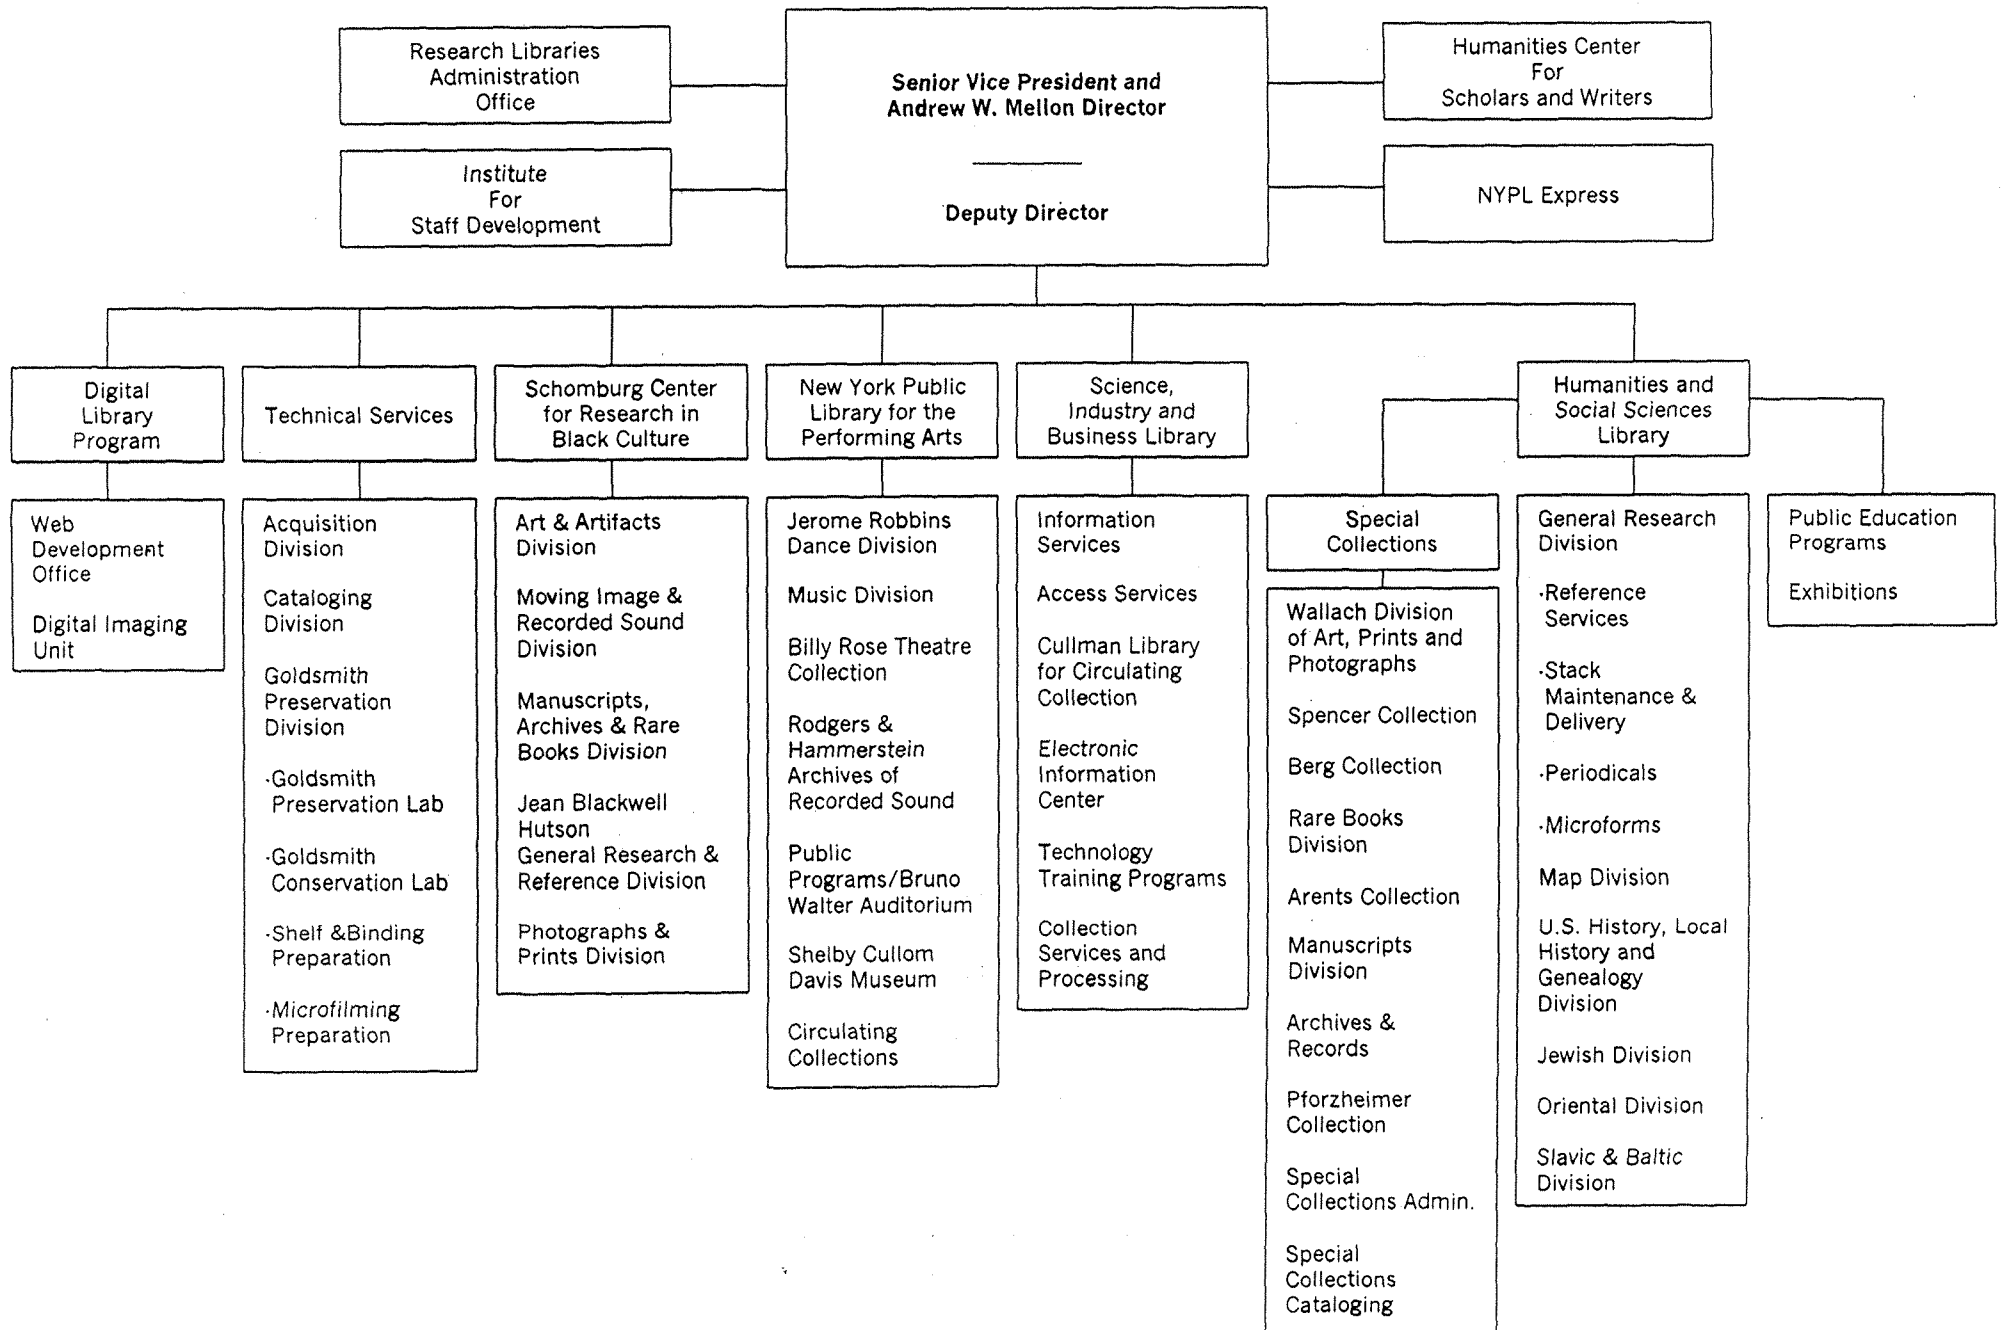 Research Libraries
Administration
Office
Institute
For
Staff Development
Senior Vice President and
Andrew W. Mellon Director
Deputy Director
Humanities Center
For
Scholars and Writers
NYPL Express
Digital
Library
Program
Web
Development
Office
Digital Imaging
Unit
Technical Services
Acquisition
Division
Cataloging
Division
Goldsmith
Preservation
Division
·Goldsmith
Preservation Lab
·Goldsmith
Conservation Lab
·Shelf &Binding
Preparation
·Microfilming
Preparation
Schomburg Center
for Research in
Black Culture
Art & Artifacts
Division
Moving Image &
Recorded Sound
Division
Manuscripts,
Archives & Rare
Books Division
Jean Blackwell
Hutson
General Research &
Reference Division
Photographs &
Prints Division
New York Public
Library for the
Performing Arts
Jerome Robbins
Dance Division
Music Division
Billy Rose Theatre
Collection
Rodgers &
Hammerstein
Archives of
Recorded Sound
Public
Programs/Bruno
Walter Auditorium
Shelby Cullom
Davis Museum
Circulating
Collections
Science,
Industry and
Business Library
Information
Services
Access Services
Cullman Library
for Circulating
Collection
Electronic
Information
Center
Technology
Training Programs
Collection
Services and
Processing
Humanities and
Social Sciences
Library
Special
Collections
Wallach Division
of Art, Prints and
Photographs
Spencer Collection
Berg Collection
Rare Books
Division
Arents Collection
Manuscripts
Division
Archives &
Records
Pforzheimer
Collection
Special
Collections Admin.
Special
Collections
Cataloging
General Research
Division
·Reference
Services
·Stack
Maintenance &
Delivery
·Periodicals
·Microforms
Map Division
U.S. History, Local
History and
Genealogy
Division
Jewish Division
Oriental Division
Slavic & Baltic
Division
Public Education
Programs
Exhibitions